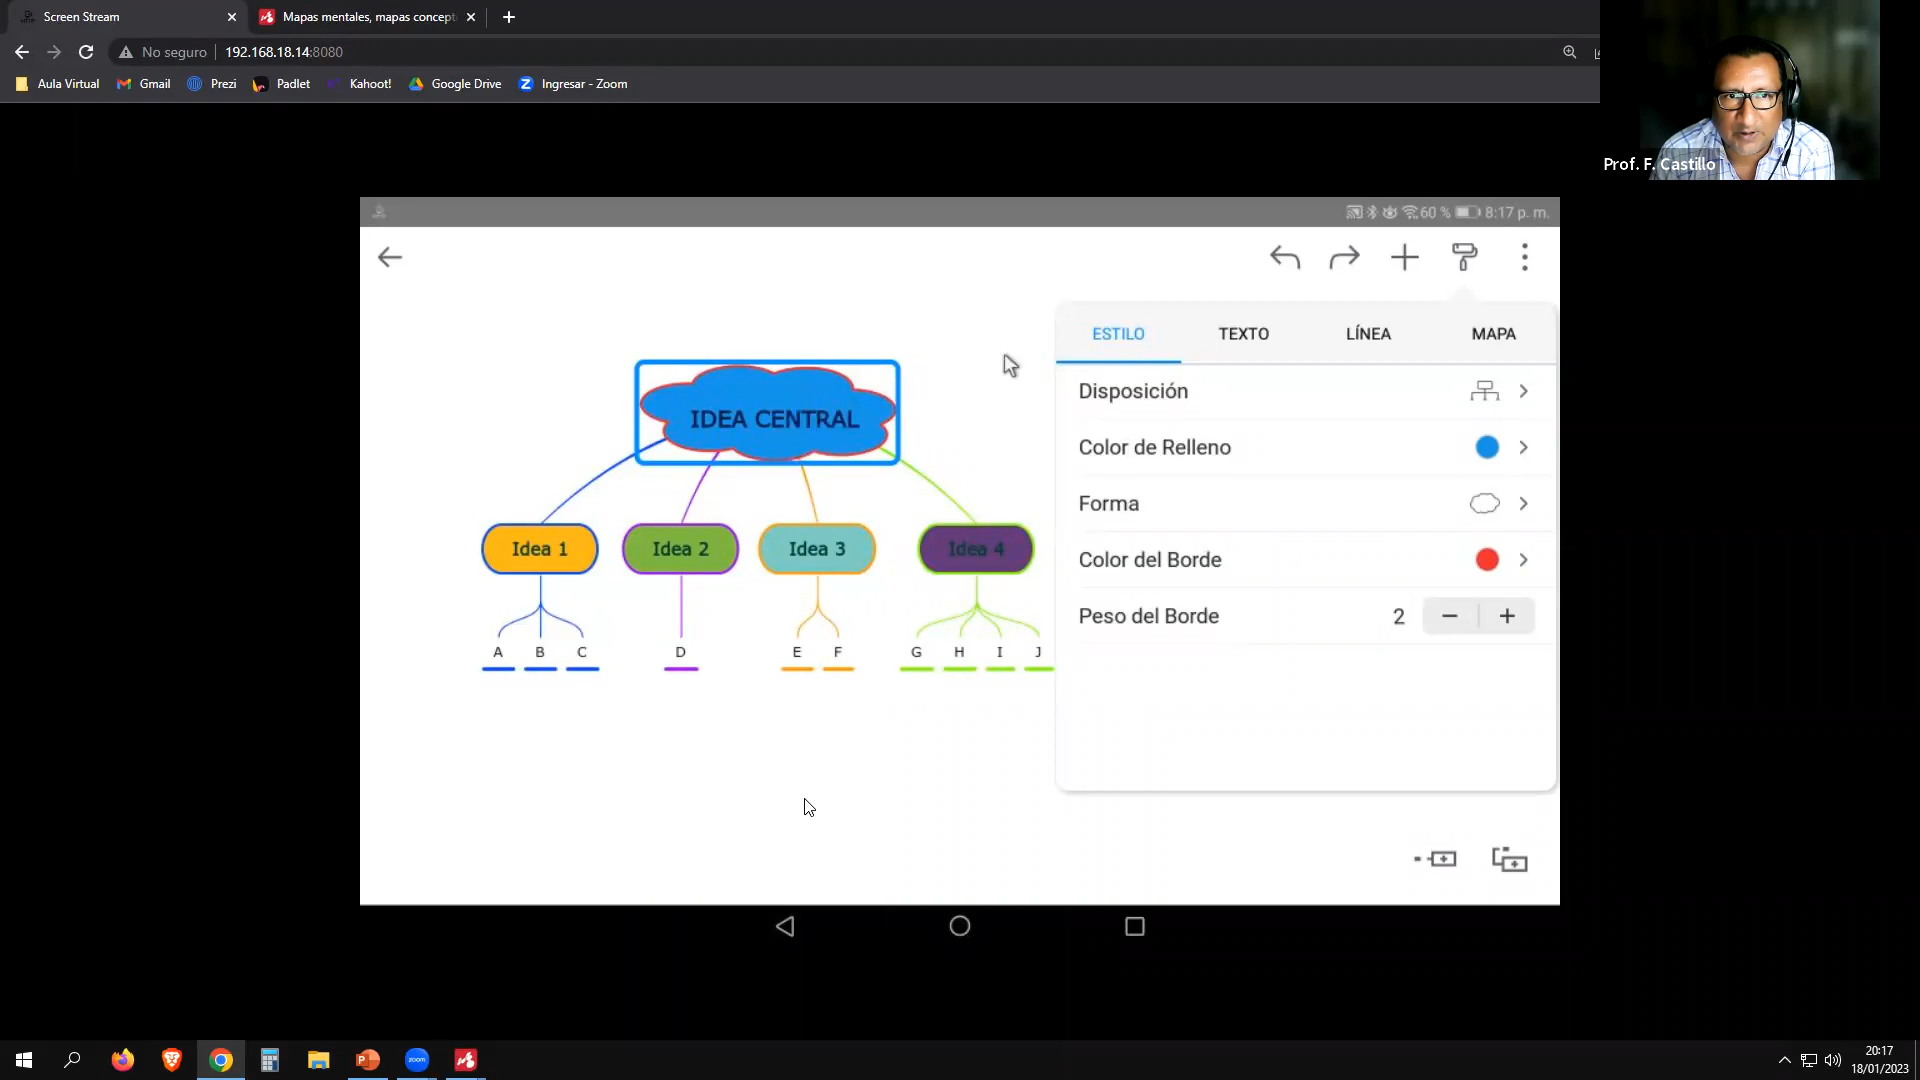 Screen Stream
Mapas mentales, mapas concept
No seguro 192.168.18.14:8080
Aula Virtual Gmail Prezi Padlet Kahoot! Google Drive Ingresar - Zoom
Prof. F. Castillo
60 % 8:17 p. m.
ESTILO TEXTO LÍNEA MAPA
Disposición
Color de Relleno
Forma
Color del Borde
Peso del Borde 2
IDEA CENTRAL
Idea 1 Idea 2 Idea 3 Idea 4
A B C D E F G H I J
zoom
20:17
18/01/2023